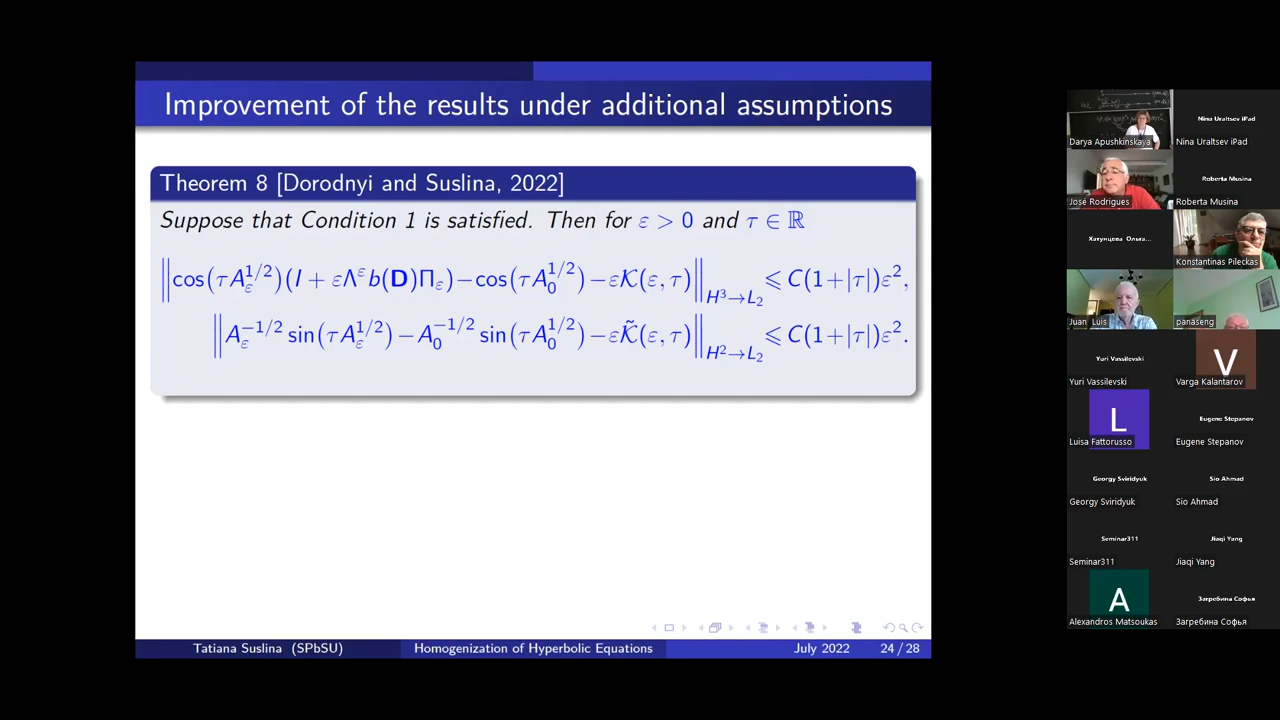 Improvement of the results under additional assumptions
Theorem 8 [Dorodnyi and Suslina, 2022]
Suppose that Condition 1 is satisfied. Then for ε > 0 and τ ∈ ℝ
‖cos(τA_ε^{1/2})(I + εΛ^ε b(D)Π_ε) − cos(τA_0^{1/2}) − εK(ε, τ)‖_{H^3→L_2} ⩽ C(1+|τ|)ε^2,
‖A_ε^{−1/2} sin(τA_ε^{1/2}) − A_0^{−1/2} sin(τA_0^{1/2}) − εK̃(ε, τ)‖_{H^2→L_2} ⩽ C(1+|τ|)ε^2.
Tatiana Suslina (SPbSU) Homogenization of Hyperbolic Equations July 2022 24 / 28
Darya Apushkinskaya
Nina Uraltsev iPad
Nina Uraltsev iPad
José Rodrigues
Roberta Musina
Roberta Musina
Хатунцева Ольга...
Konstantinas Pileckas
Juan Luis
panaseng
Yuri Vassilevski
Yuri Vassilevski
V
Varga Kalantarov
L
Luisa Fattorusso
Eugene Stepanov
Eugene Stepanov
Georgy Sviridyuk
Georgy Sviridyuk
Sio Ahmad
Sio Ahmad
Seminar311
Seminar311
Jiaqi Yang
Jiaqi Yang
A
Alexandros Matsoukas
Загребина Софья
Загребина Софья